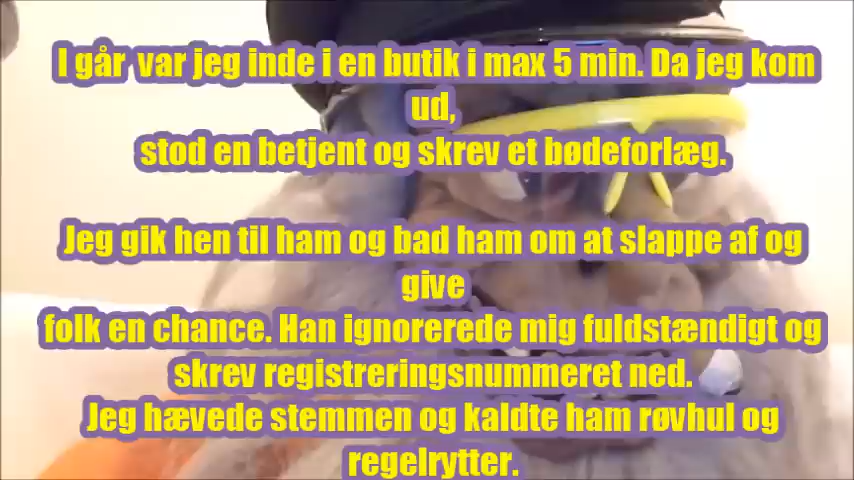 I går var jeg inde i en butik i max 5 min. Da jeg kom
ud,
stod en betjent og skrev et bødeforlæg.
Jeg gik hen til ham og bad ham om at slappe af og
give
folk en chance. Han ignorerede mig fuldstændigt og
skrev registreringsnummeret ned.
Jeg hævede stemmen og kaldte ham røvhul og
regelrytter.